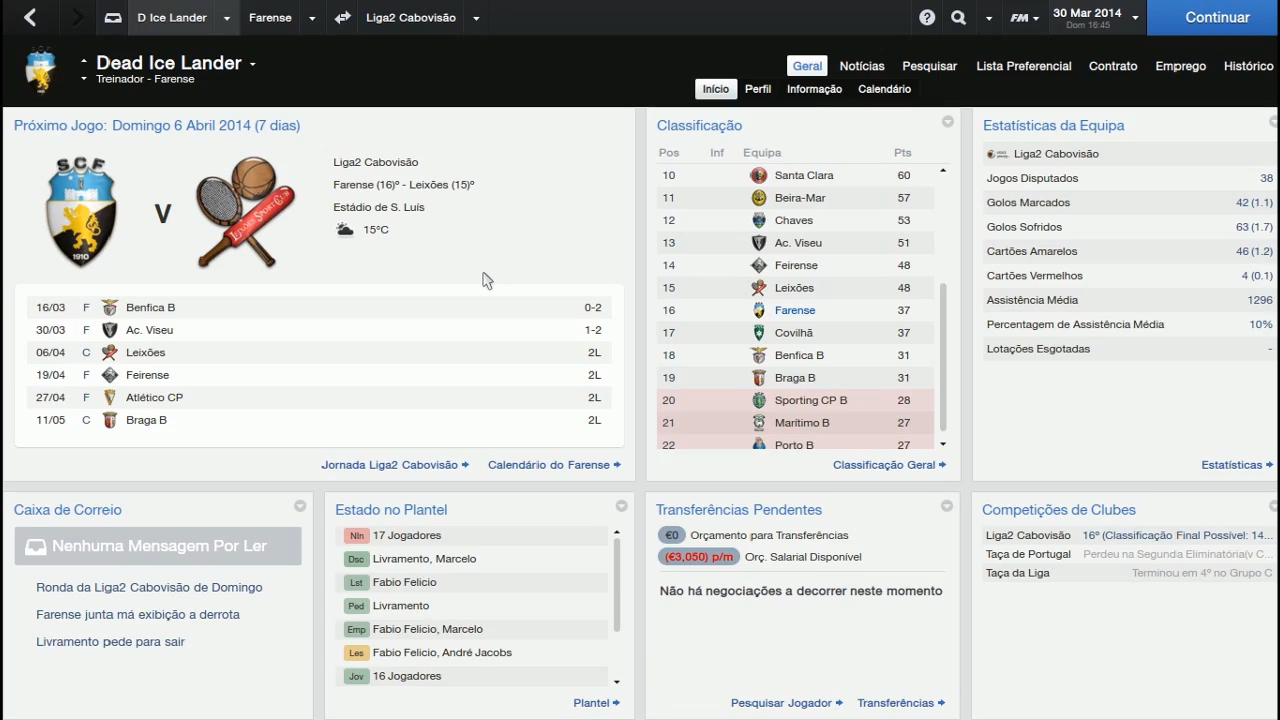 D Ice Lander
Farense
Liga2 Cabovisão
FM
30 Mar 2014
Dom 16:45
Continuar
Dead Ice Lander
Treinador - Farense
Geral
Notícias
Pesquisar
Lista Preferencial
Contrato
Emprego
Histórico
Início
Perfil
Informação
Calendário
Próximo Jogo: Domingo 6 Abril 2014 (7 dias)
SCF
1910
V
LEIXÕES SPORT CLUB
Liga2 Cabovisão
Farense (16)º - Leixões (15)º
Estádio de S. Luís
15°C
16/03 F Benfica B 0-2
30/03 F Ac. Viseu 1-2
06/04 C Leixões 2L
19/04 F Feirense 2L
27/04 F Atlético CP 2L
11/05 C Braga B 2L
Jornada Liga2 Cabovisão
Calendário do Farense
Classificação
Pos Inf Equipa Pts
10 Santa Clara 60
11 Beira-Mar 57
12 Chaves 53
13 Ac. Viseu 51
14 Feirense 48
15 Leixões 48
16 Farense 37
17 Covilhã 37
18 Benfica B 31
19 Braga B 31
20 Sporting CP B 28
21 Marítimo B 27
22 Porto B 27
Classificação Geral
Estatísticas da Equipa
Liga2 Cabovisão
Jogos Disputados 38
Golos Marcados 42 (1.1)
Golos Sofridos 63 (1.7)
Cartões Amarelos 46 (1.2)
Cartões Vermelhos 4 (0.1)
Assistência Média 1296
Percentagem de Assistência Média 10%
Lotações Esgotadas -
Estatísticas
Caixa de Correio
Nenhuma Mensagem Por Ler
Ronda da Liga2 Cabovisão de Domingo
Farense junta má exibição a derrota
Livramento pede para sair
Estado no Plantel
NIn 17 Jogadores
Dsc Livramento, Marcelo
Lst Fabio Felicio
Ped Livramento
Emp Fabio Felicio, Marcelo
Les Fabio Felicio, André Jacobs
Jov 16 Jogadores
Plantel
Transferências Pendentes
€0 Orçamento para Transferências
(€3,050) p/m Orç. Salarial Disponível
Não há negociações a decorrer neste momento
Pesquisar Jogador
Transferências
Competições de Clubes
Liga2 Cabovisão 16º (Classificação Final Possível: 14...
Taça de Portugal Perdeu na Segunda Eliminatória(v C...
Taça da Liga Terminou em 4º no Grupo C